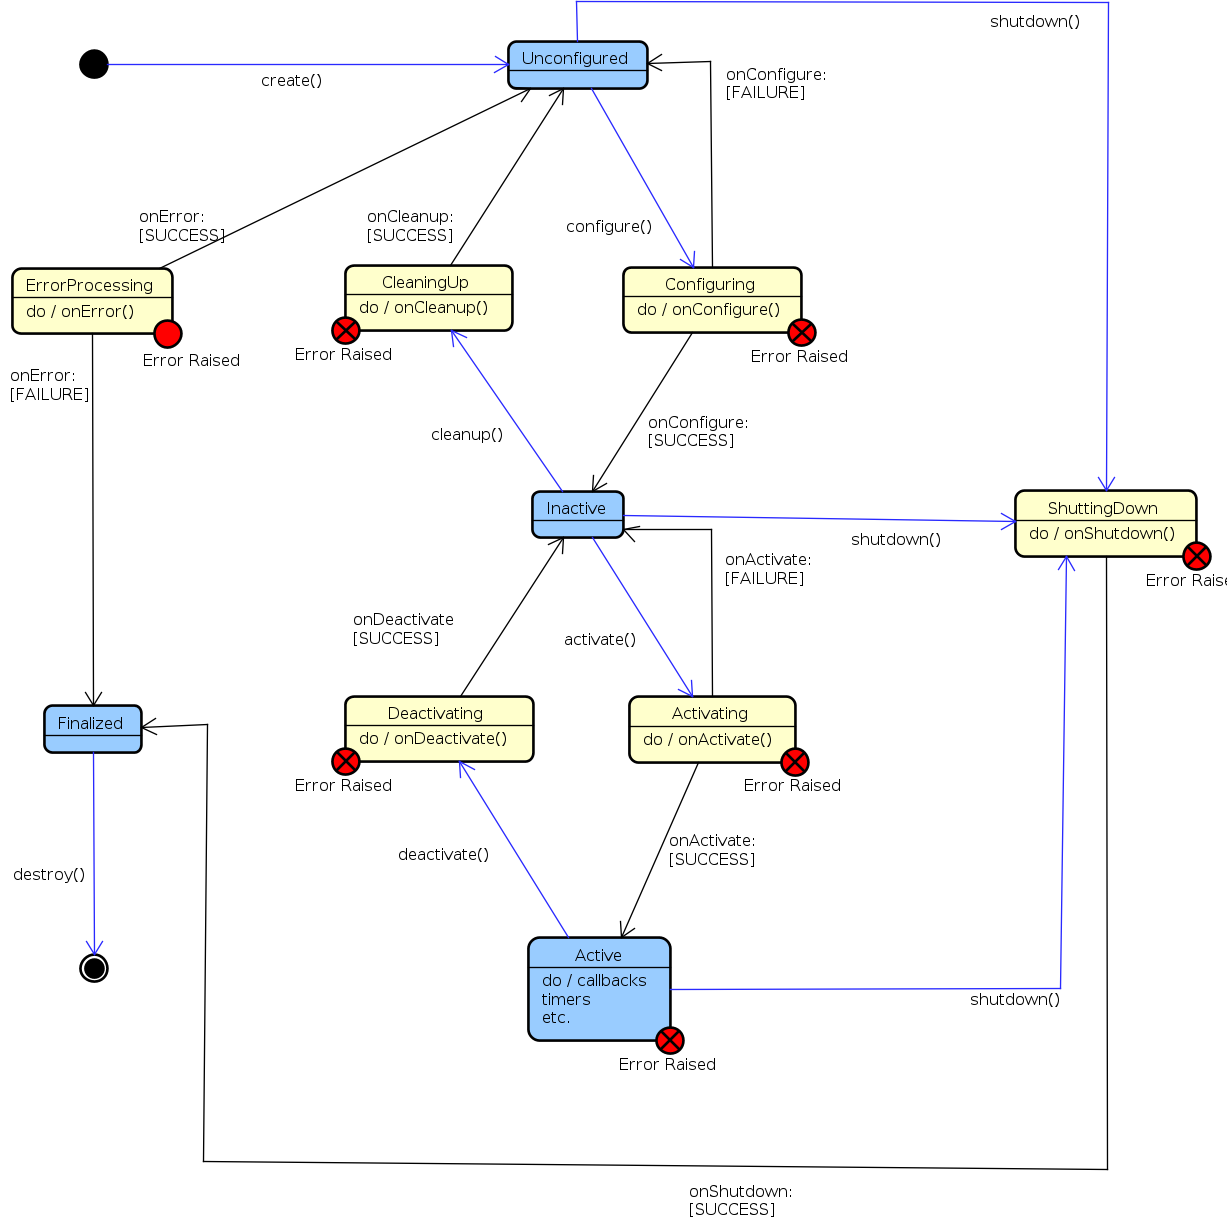 shutdown()
Unconfigured
create()
onConfigure:
[FAILURE]
onError:
[SUCCESS]
onCleanup:
[SUCCESS]
configure()
ErrorProcessing
do / onError()
Error Raised
CleaningUp
do / onCleanup()
Error Raised
Configuring
do / onConfigure()
Error Raised
onError:
[FAILURE]
cleanup()
onConfigure:
[SUCCESS]
Inactive
shutdown()
ShuttingDown
do / onShutdown()
Error Raise
onActivate:
[FAILURE]
onDeactivate
[SUCCESS]
activate()
Finalized
Deactivating
do / onDeactivate()
Error Raised
Activating
do / onActivate()
Error Raised
destroy()
deactivate()
onActivate:
[SUCCESS]
Active
do / callbacks
timers
etc.
Error Raised
shutdown()
onShutdown:
[SUCCESS]